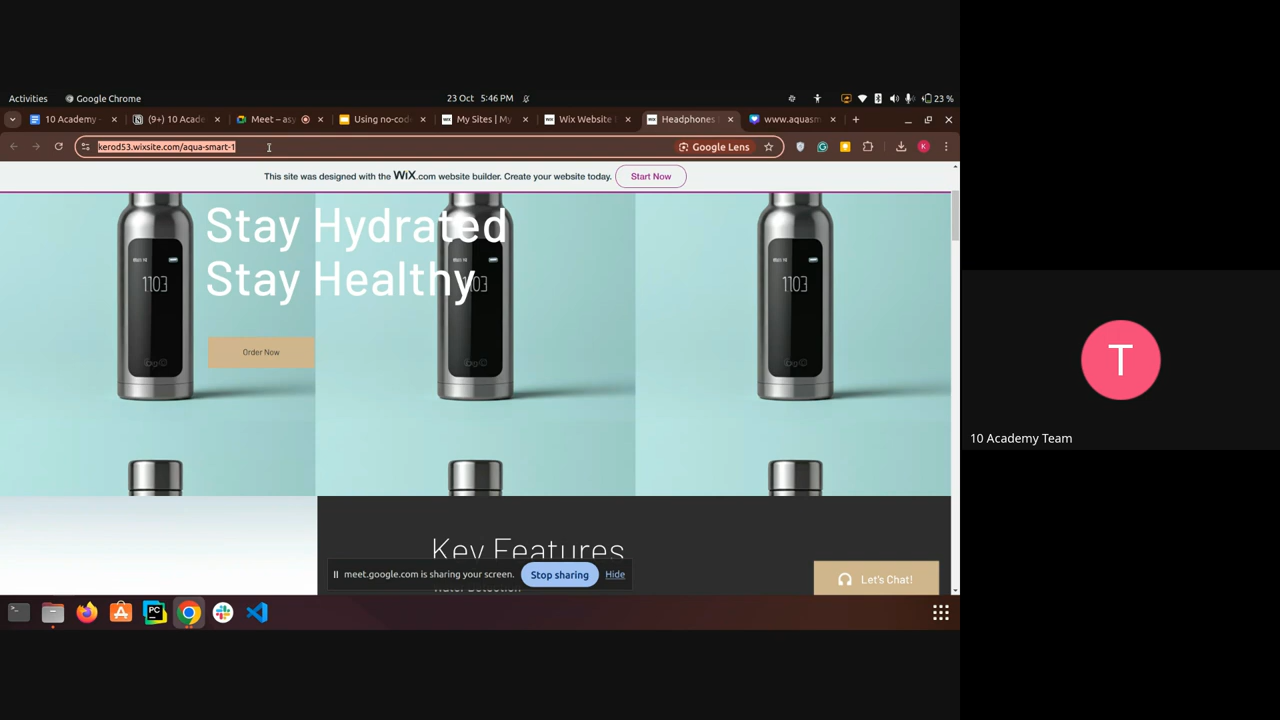 Activities
Google Chrome
23 Oct 5:46 PM
23 %
10 Academy -
(9+) 10 Acade
Meet – asy
Using no-code
My Sites | My
Wix Website
Headphones
www.aquasm
kerod53.wixsite.com/aqua-smart-1
Google Lens
K
This site was designed with the WiX.com website builder. Create your website today.
Start Now
Stay Hydrated
Stay Healthy
1103
1103
1103
Order Now
Key Features
meet.google.com is sharing your screen.
Stop sharing
Hide
Let's Chat!
T
10 Academy Team